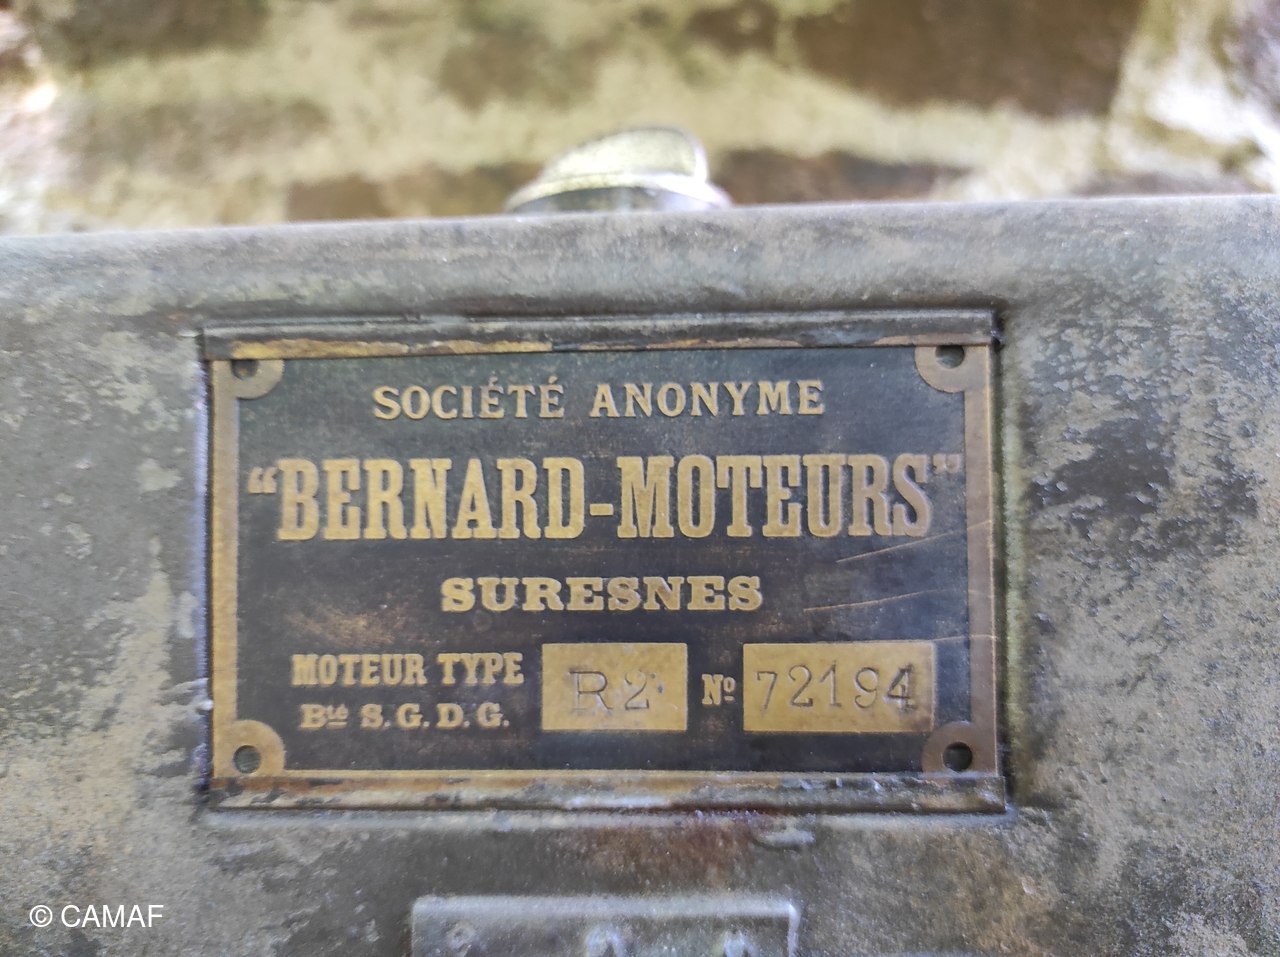 SOCIÉTÉ ANONYME
“BERNARD-MOTEURS”
SURESNES
MOTEUR TYPE R2 No 72194
Bté S.G.D.G.
© CAMAF